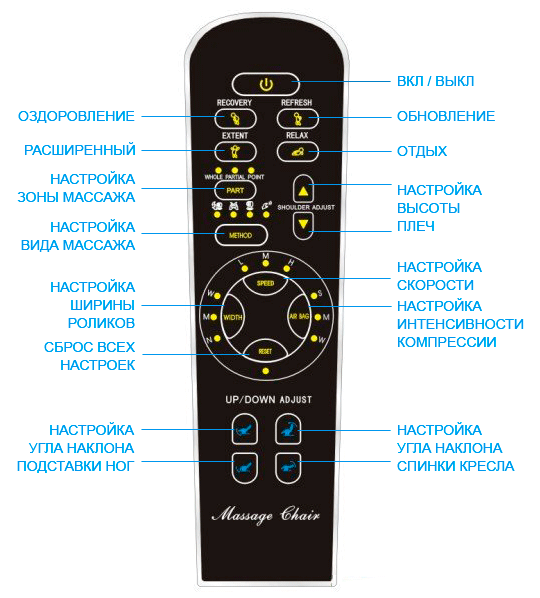 ВКЛ / ВЫКЛ
RECOVERY REFRESH
ОЗДОРОВЛЕНИЕ
ОБНОВЛЕНИЕ
EXTENT RELAX
РАСШИРЕННЫЙ
ОТДЫХ
WHOLE PARTIAL POINT
НАСТРОЙКА
ЗОНЫ МАССАЖА
PART
НАСТРОЙКА
ВЫСОТЫ
ПЛЕЧ
SHOULDER ADJUST
НАСТРОЙКА
ВИДА МАССАЖА
METHOD
L M H
SPEED
НАСТРОЙКА
СКОРОСТИ
НАСТРОЙКА
ШИРИНЫ
РОЛИКОВ
W M N
WIDTH
AIR BAG
S M W
НАСТРОЙКА
ИНТЕНСИВНОСТИ
КОМПРЕССИИ
СБРОС ВСЕХ
НАСТРОЕК
RESET
UP/DOWN ADJUST
НАСТРОЙКА
УГЛА НАКЛОНА
ПОДСТАВКИ НОГ
НАСТРОЙКА
УГЛА НАКЛОНА
СПИНКИ КРЕСЛА
Massage Chair